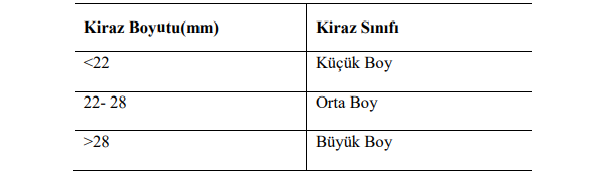 Kiraz Boyutu(mm) Kiraz Sınıfı
<22 Küçük Boy
22- 28 Orta Boy
>28 Büyük Boy